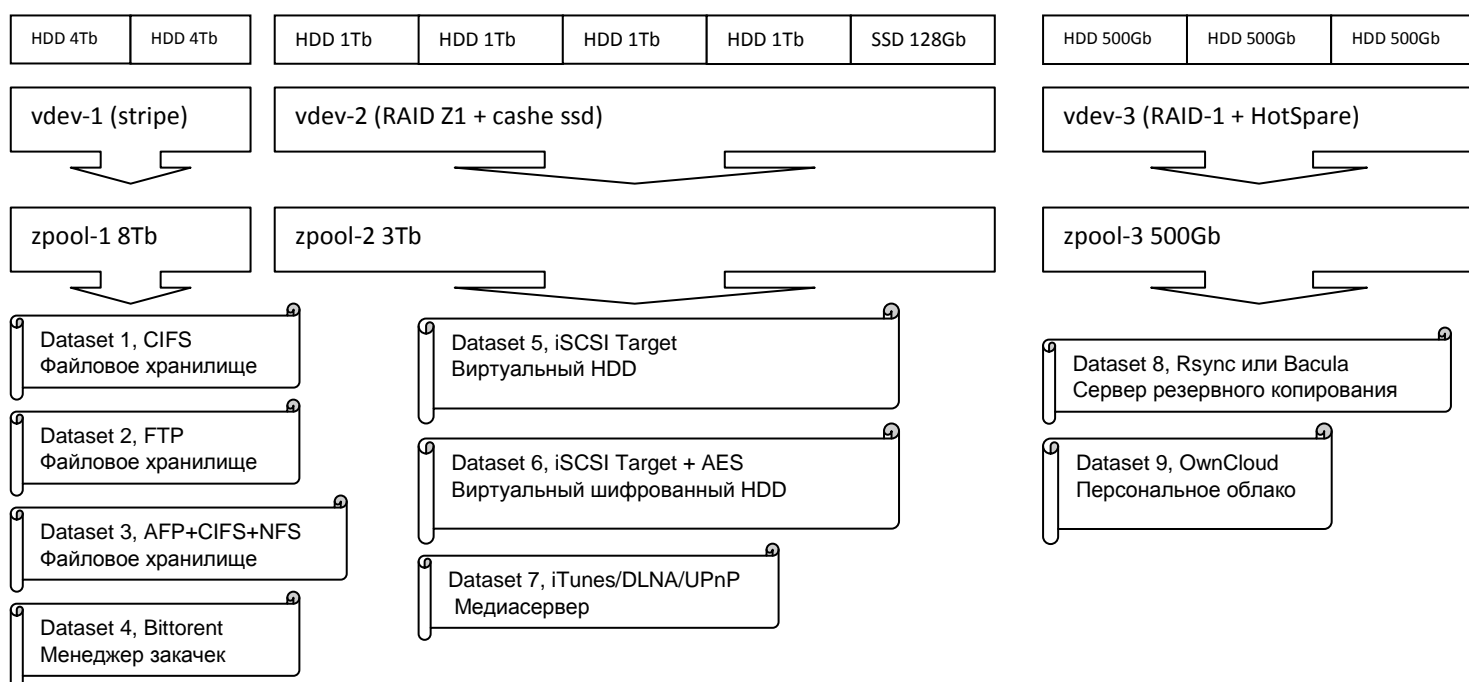 HDD 4Tb
HDD 4Tb
HDD 1Tb
HDD 1Tb
HDD 1Tb
HDD 1Tb
SSD 128Gb
HDD 500Gb
HDD 500Gb
HDD 500Gb
vdev-1 (stripe)
vdev-2 (RAID Z1 + cashe ssd)
vdev-3 (RAID-1 + HotSpare)
zpool-1 8Tb
zpool-2 3Tb
zpool-3 500Gb
Dataset 1, CIFS
Файловое хранилище
Dataset 2, FTP
Файловое хранилище
Dataset 3, AFP+CIFS+NFS
Файловое хранилище
Dataset 4, Bittorent
Менеджер закачек
Dataset 5, iSCSI Target
Виртуальный HDD
Dataset 6, iSCSI Target + AES
Виртуальный шифрованный HDD
Dataset 7, iTunes/DLNA/UPnP
Медиасервер
Dataset 8, Rsync или Bacula
Сервер резервного копирования
Dataset 9, OwnCloud
Персональное облако